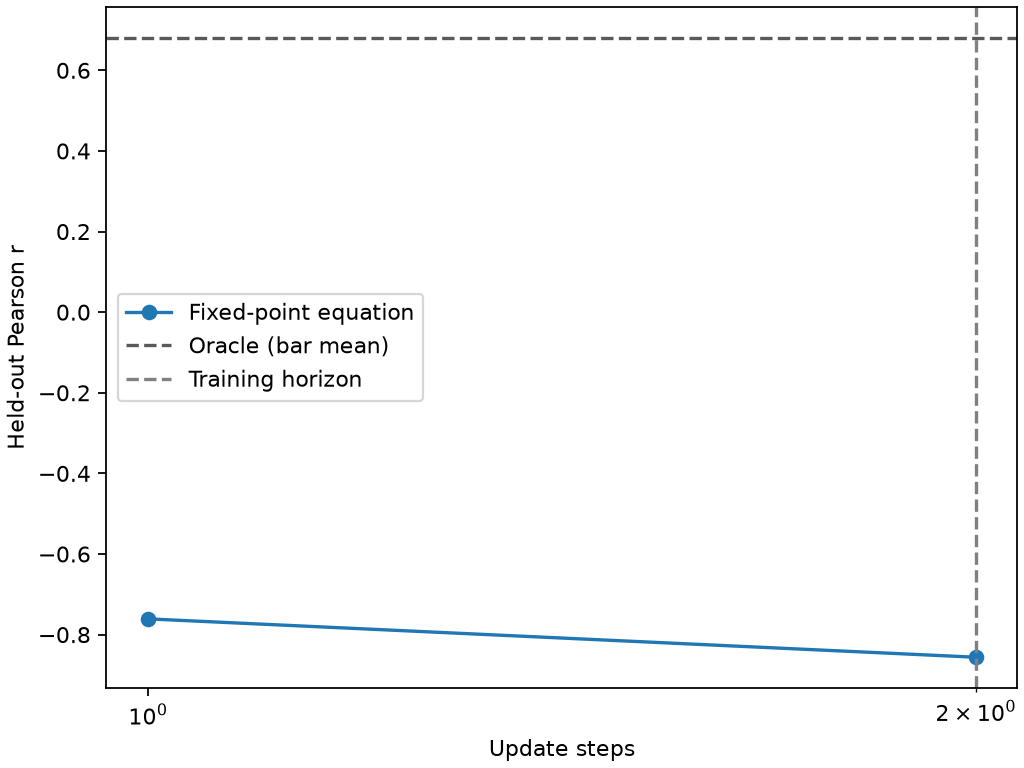 0.6
0.4
0.2
0.0
−0.2
−0.4
−0.6
−0.8
Held-out Pearson r
Fixed-point equation
Oracle (bar mean)
Training horizon
10⁰
2 × 10⁰
Update steps